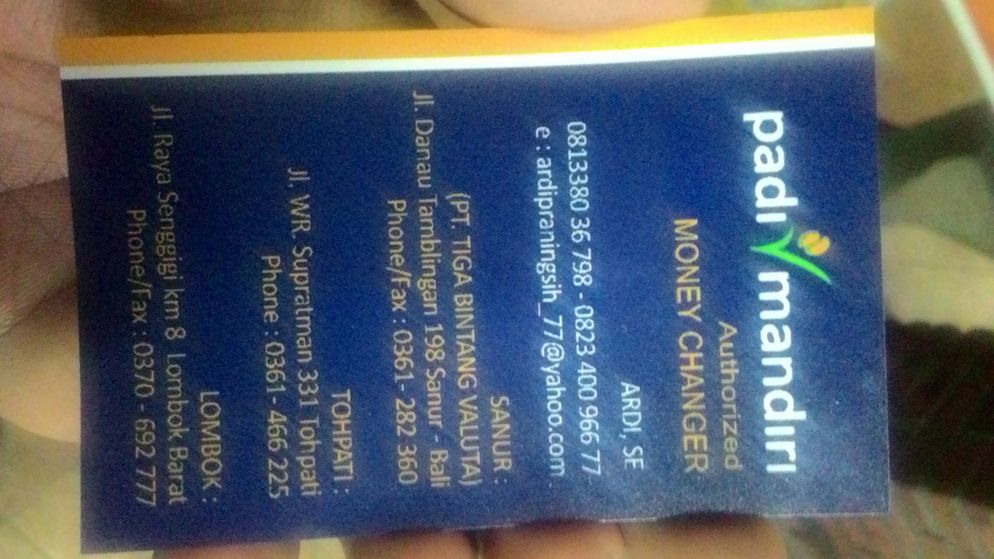 padi mandiri
Authorized
MONEY CHANGER
ARDI, SE
0813380 36 798 - 0823 400 966 77
e : ardipraningsih_77@yahoo.com
SANUR :
(PT. TIGA BINTANG VALUTA)
Jl. Danau Tamblingan 198 Sanur - Bali
Phone/Fax : 0361- 282 360
TOHPATI :
Jl. WR. Supratman 331 Tohpati
Phone : 0361- 466 225
LOMBOK :
Jl. Raya Senggigi km 8 Lombok Barat
Phone/Fax : 0370 - 692 777